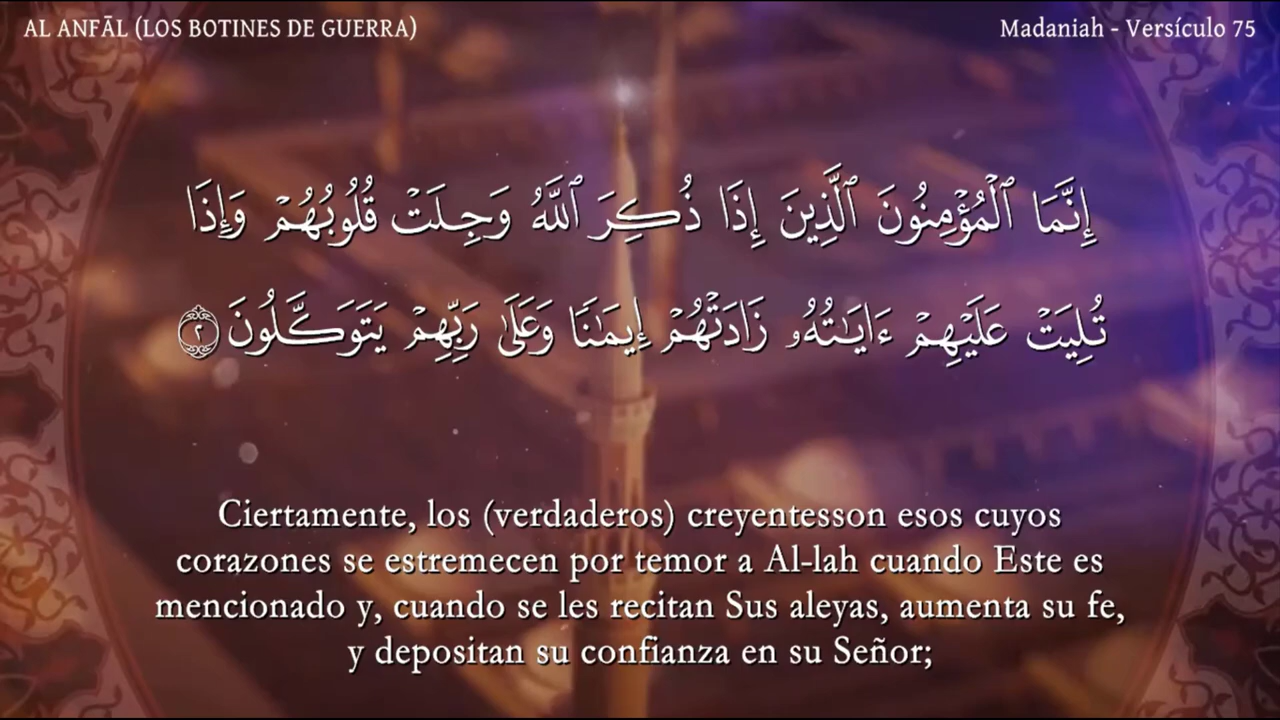 AL ANFĀL (LOS BOTINES DE GUERRA)
Madaniah - Versículo 75
إِنَّمَا ٱلْمُؤْمِنُونَ ٱلَّذِينَ إِذَا ذُكِرَ ٱللَّهُ وَجِلَتْ قُلُوبُهُمْ وَإِذَا
تُلِيَتْ عَلَيْهِمْ ءَايَـٰتُهُۥ زَادَتْهُمْ إِيمَـٰنًا وَعَلَىٰ رَبِّهِمْ يَتَوَكَّلُونَ ٢
Ciertamente, los (verdaderos) creyentesson esos cuyos
corazones se estremecen por temor a Al-lah cuando Este es
mencionado y, cuando se les recitan Sus aleyas, aumenta su fe,
y depositan su confianza en su Señor;